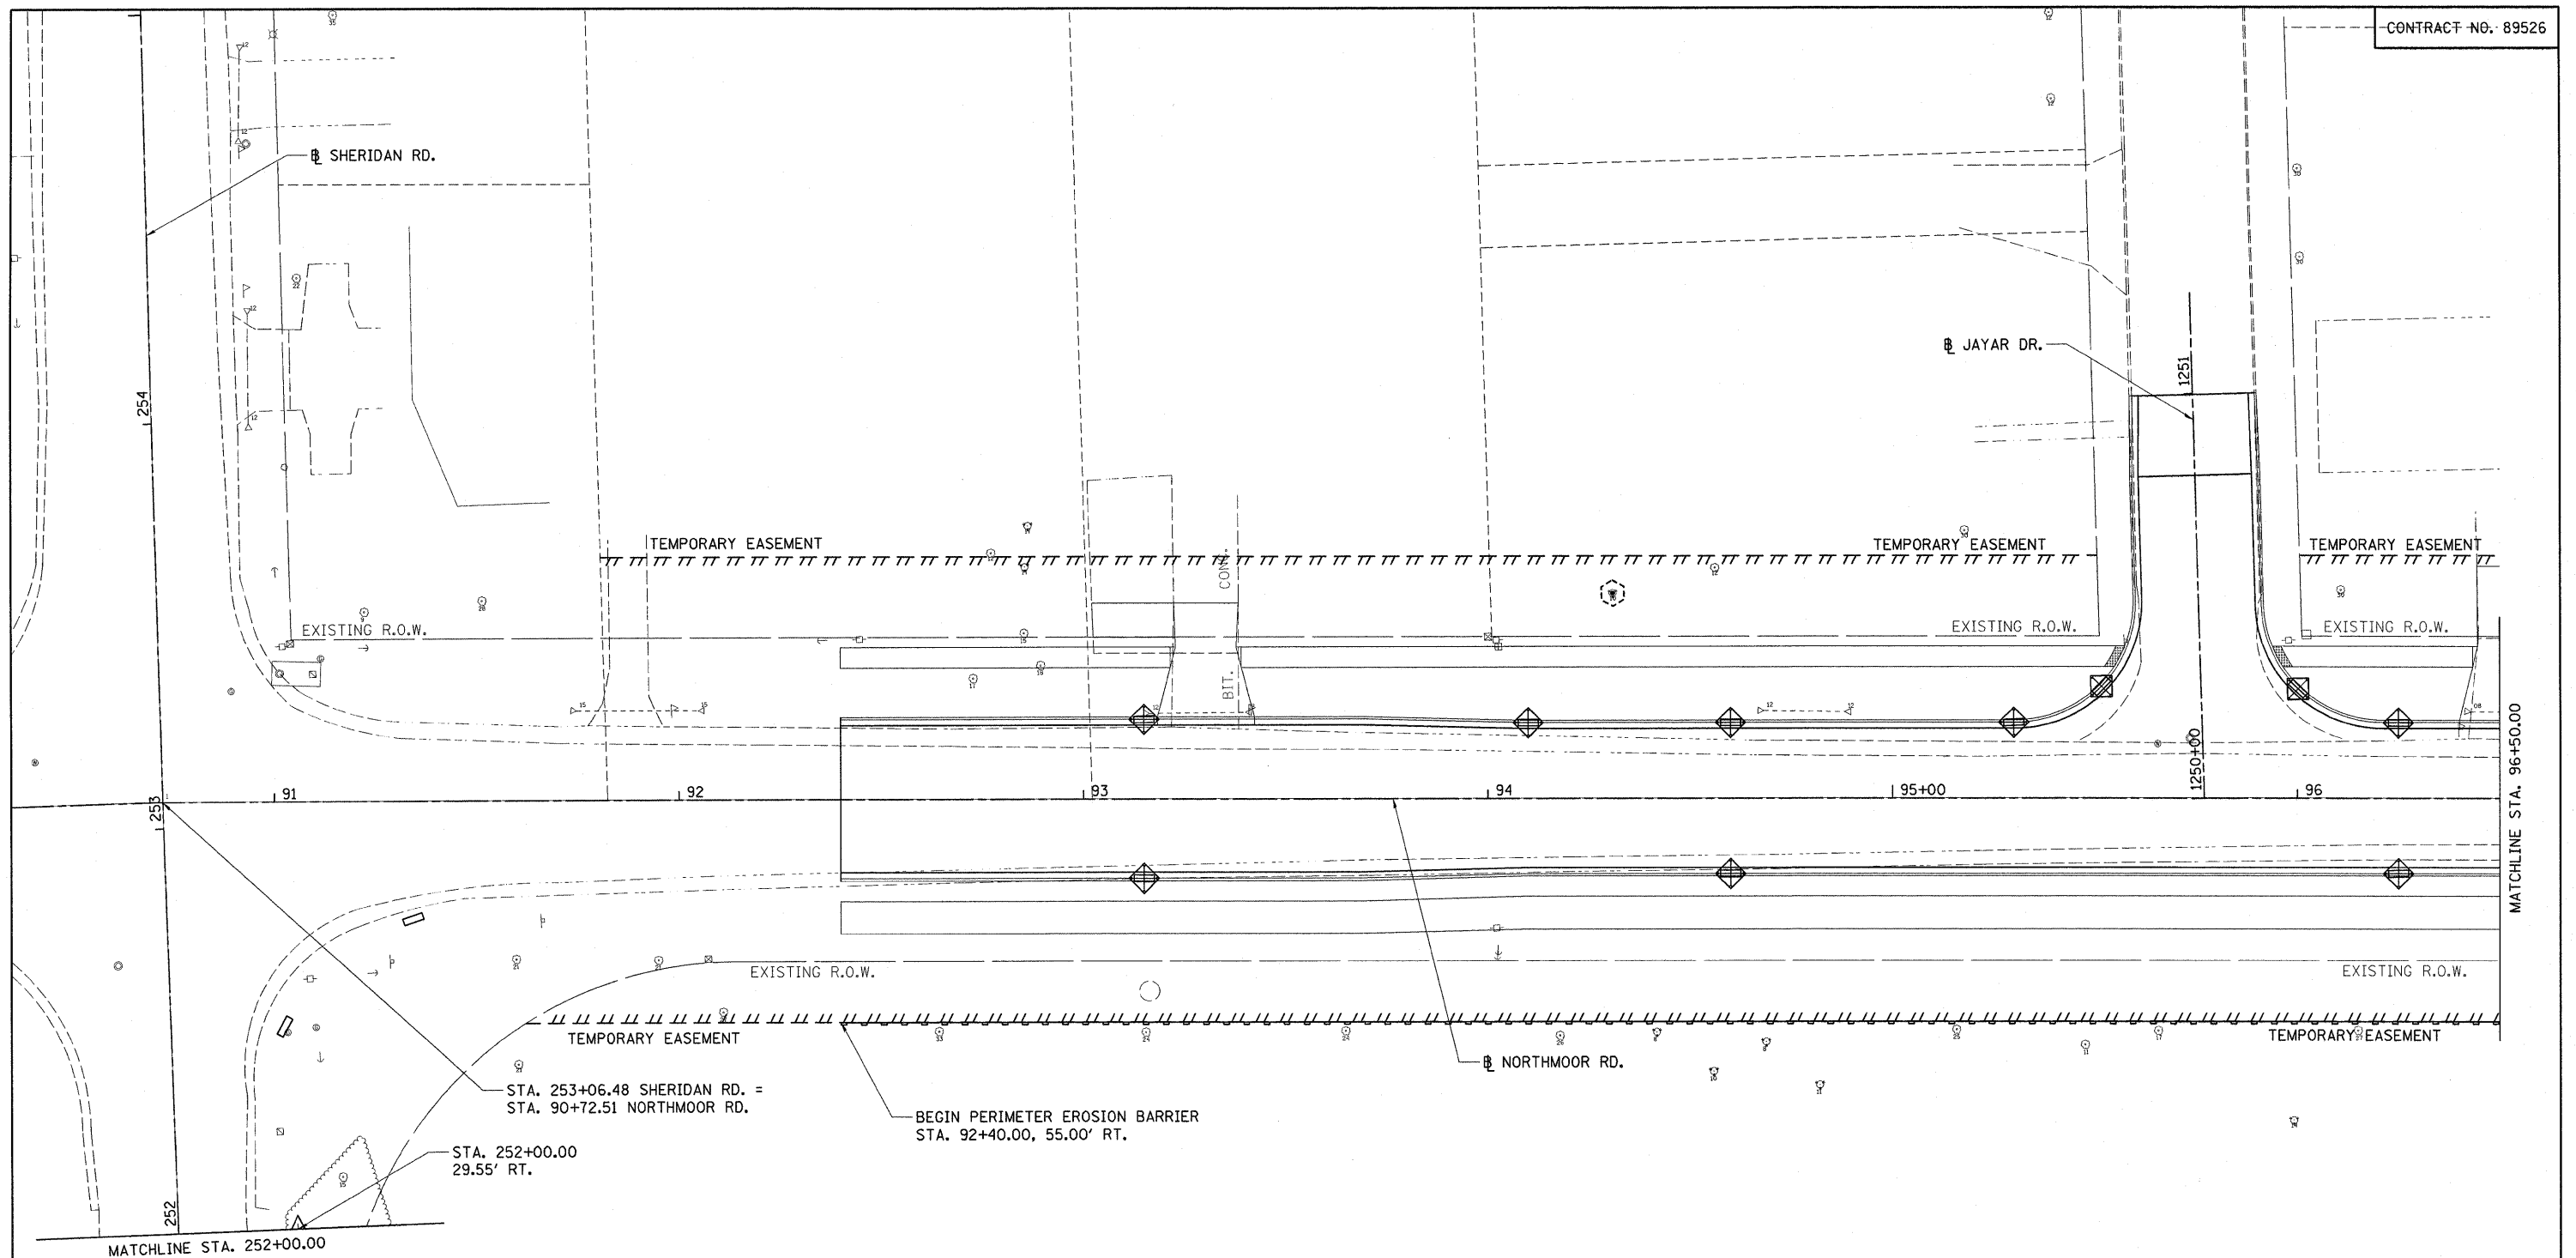 CONTRACT NO. 89526
℄ SHERIDAN RD.
℄ JAYAR DR.
1251
254
TEMPORARY EASEMENT
TEMPORARY EASEMENT
TEMPORARY EASEMENT
CONC.
EXISTING R.O.W.
EXISTING R.O.W.
EXISTING R.O.W.
BIT.
1250+00
253
91
92
93
94
95+00
96
MATCHLINE STA. 96+50.00
EXISTING R.O.W.
EXISTING R.O.W.
TEMPORARY EASEMENT
TEMPORARY EASEMENT
℄ NORTHMOOR RD.
STA. 253+06.48 SHERIDAN RD. =
STA. 90+72.51 NORTHMOOR RD.
BEGIN PERIMETER EROSION BARRIER
STA. 92+40.00, 55.00' RT.
STA. 252+00.00
29.55' RT.
252
MATCHLINE STA. 252+00.00